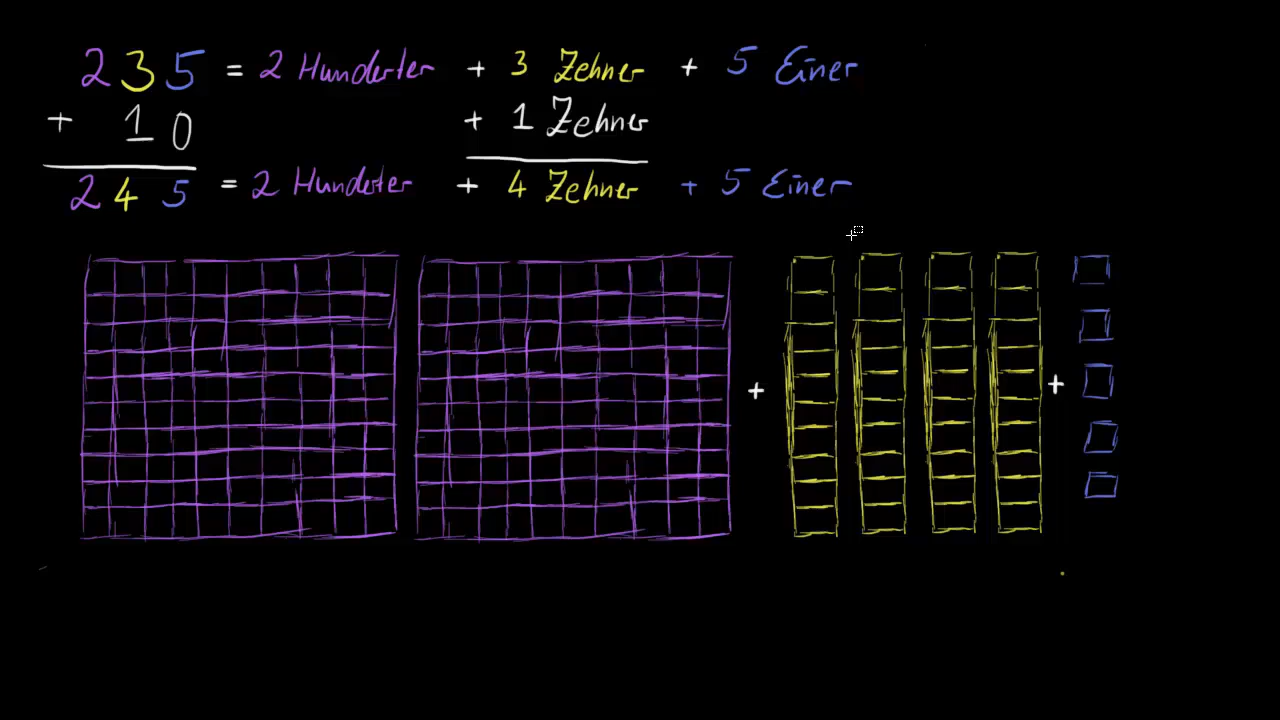 235 = 2 Hunderter + 3 Zehner + 5 Einer
+ 10 + 1 Zehner
245 = 2 Hunderter + 4 Zehner + 5 Einer
+ +